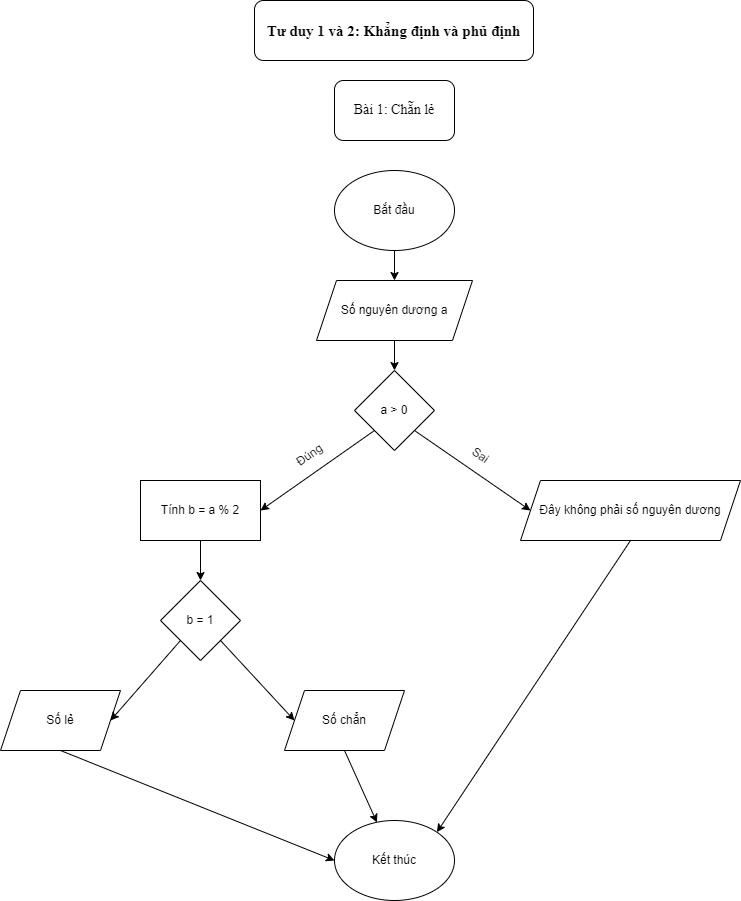 Tư duy 1 và 2: Khẳng định và phủ định
Bài 1: Chẵn lẻ
Bắt đầu
Số nguyên dương a
a > 0
Đúng
Sai
Tính b = a % 2
Đây không phải số nguyên dương
b = 1
Số lẻ
Số chẳn
Kết thúc